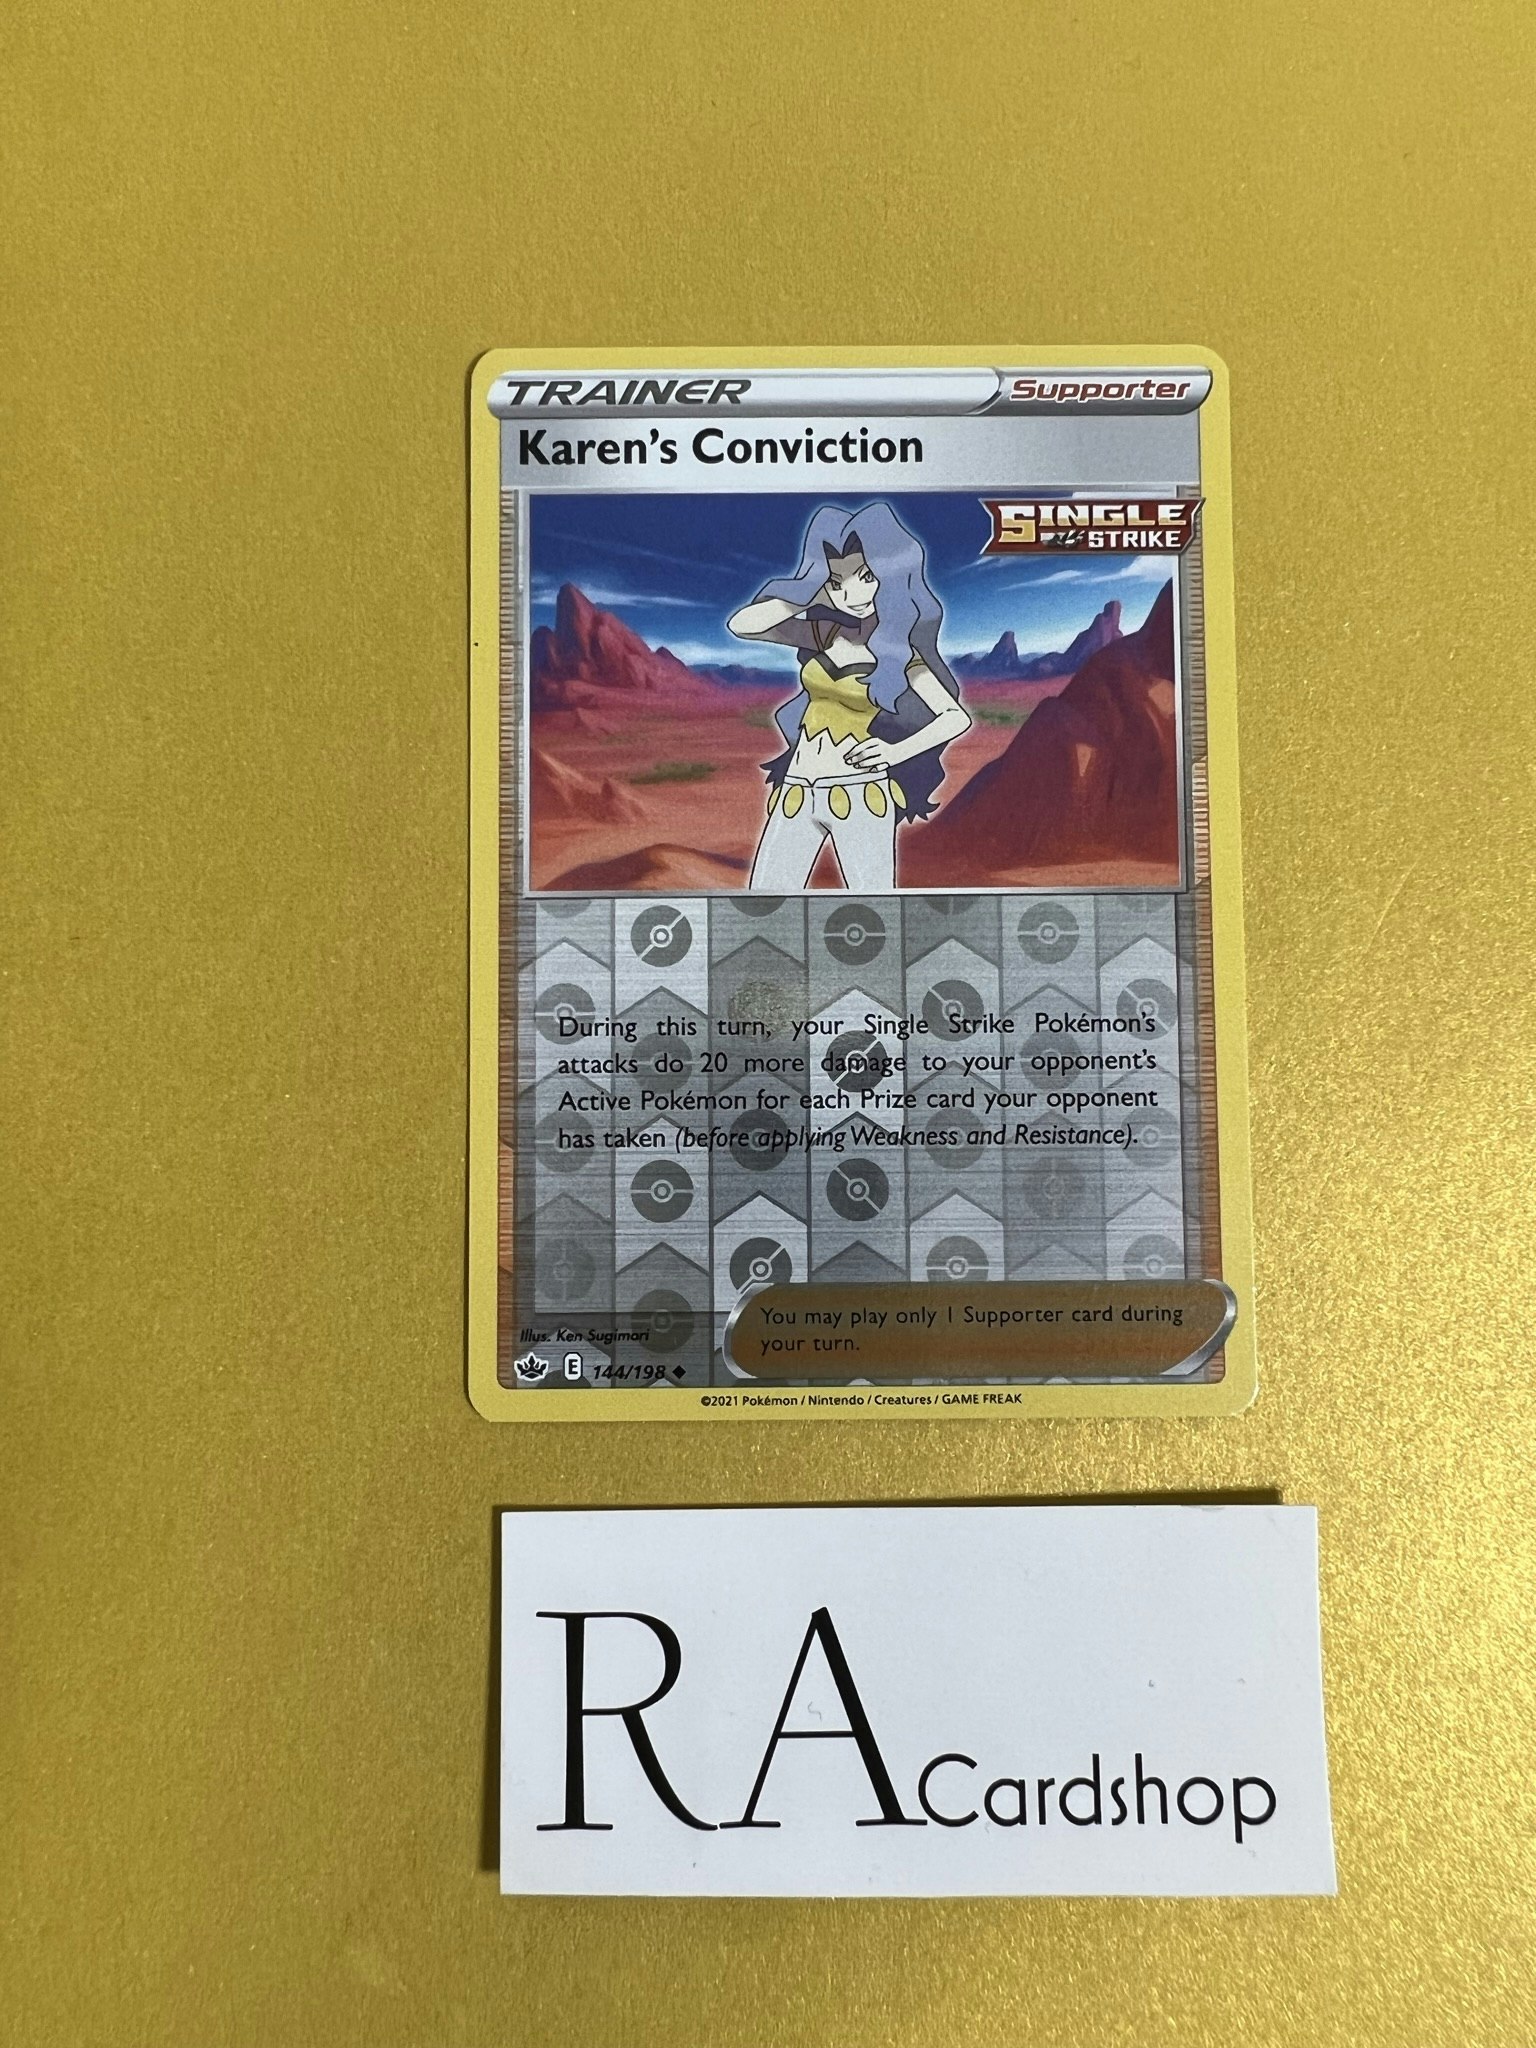 TRAINER
Supporter
Karen's Conviction
SINGLE
STRIKE
During this turn, your Single Strike Pokémon's
attacks do 20 more damage to your opponent's
Active Pokémon for each Prize card your opponent
has taken (before applying Weakness and Resistance).
You may play only 1 Supporter card during
your turn.
Illus. Ken Sugimori
E 144/198
©2021 Pokémon / Nintendo / Creatures / GAME FREAK
RA Cardshop